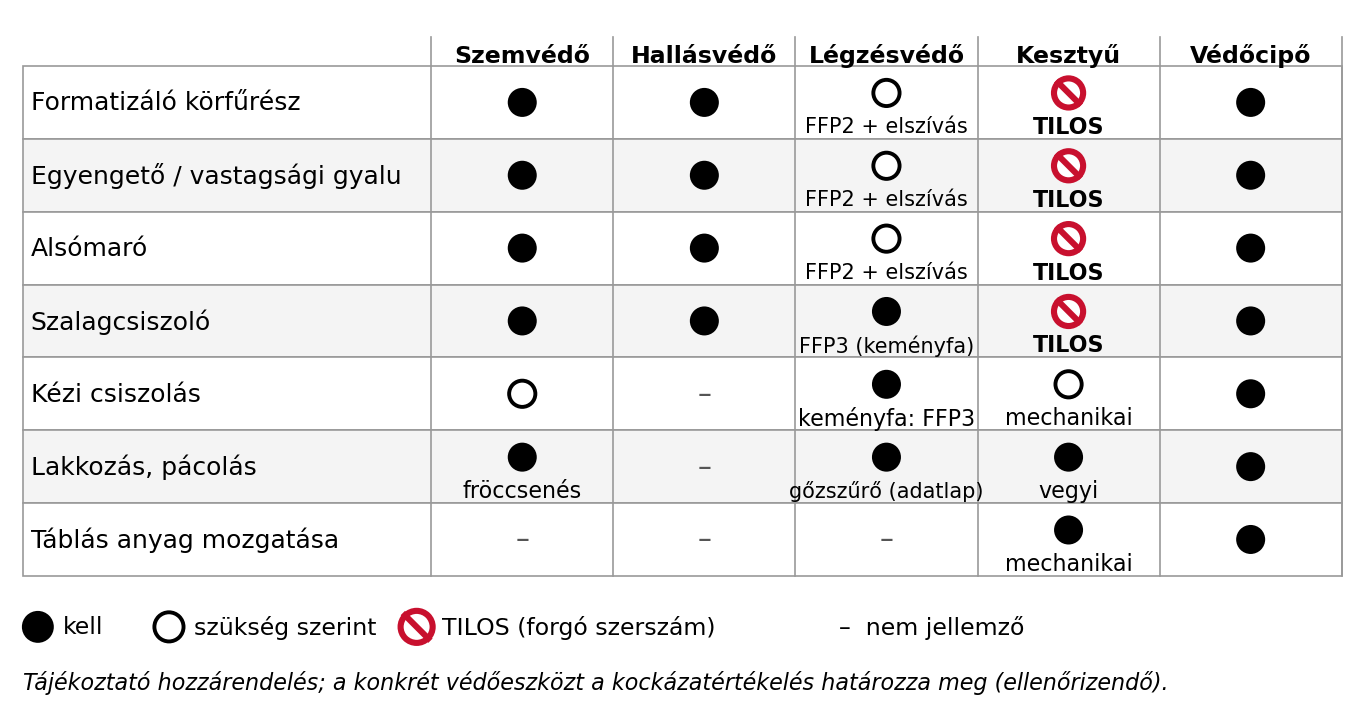 Szemvédő Hallásvédő Légzésvédő Kesztyű Védőcipő
Formatizáló körfűrész
FFP2 + elszívás TILOS
Egyengető / vastagsági gyalu
FFP2 + elszívás TILOS
Alsómaró
FFP2 + elszívás TILOS
Szalagcsiszoló
FFP3 (keményfa) TILOS
Kézi csiszolás –
keményfa: FFP3 mechanikai
Lakkozás, pácolás –
fröccsenés gőzszűrő (adatlap) vegyi
Táblás anyag mozgatása – – –
mechanikai
kell szükség szerint TILOS (forgó szerszám) – nem jellemző
Tájékoztató hozzárendelés; a konkrét védőeszközt a kockázatértékelés határozza meg (ellenőrizendő).